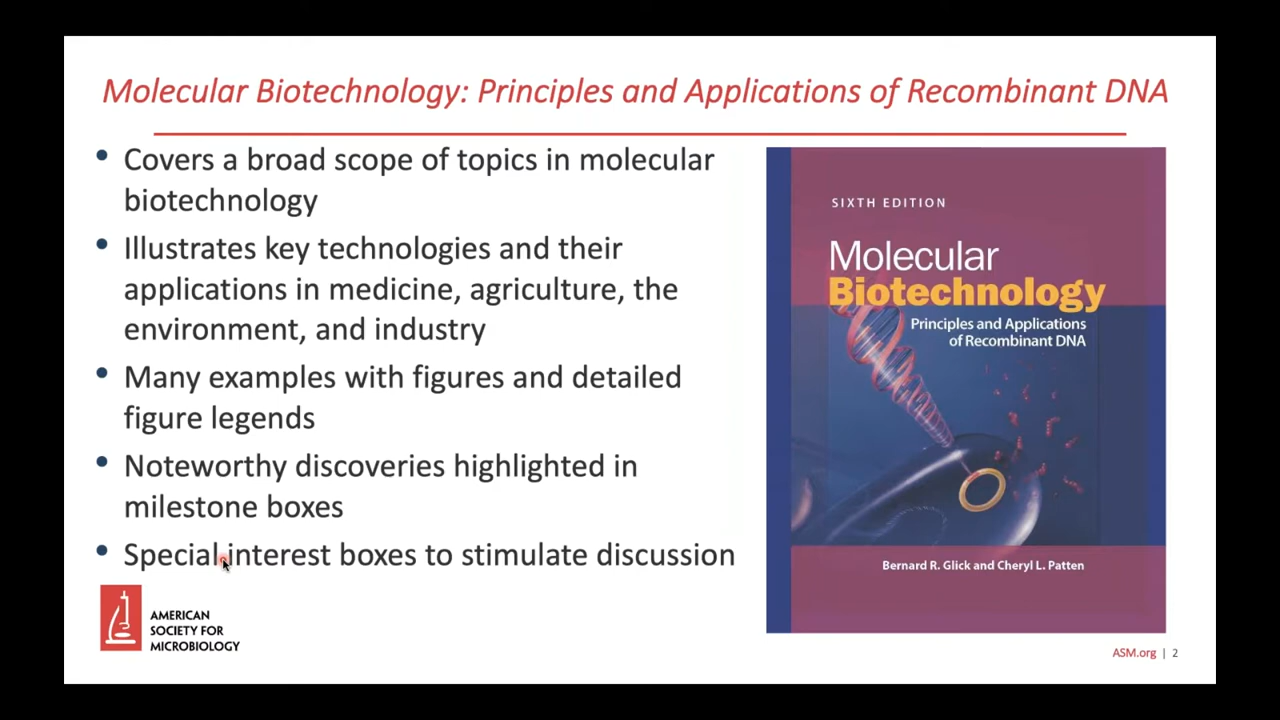 Molecular Biotechnology: Principles and Applications of Recombinant DNA
• Covers a broad scope of topics in molecular
biotechnology
• Illustrates key technologies and their
applications in medicine, agriculture, the
environment, and industry
• Many examples with figures and detailed
figure legends
• Noteworthy discoveries highlighted in
milestone boxes
• Special interest boxes to stimulate discussion
SIXTH EDITION
Molecular
Biotechnology
Principles and Applications
of Recombinant DNA
Bernard R. Glick and Cheryl L. Patten
AMERICAN
SOCIETY FOR
MICROBIOLOGY
ASM.org | 2